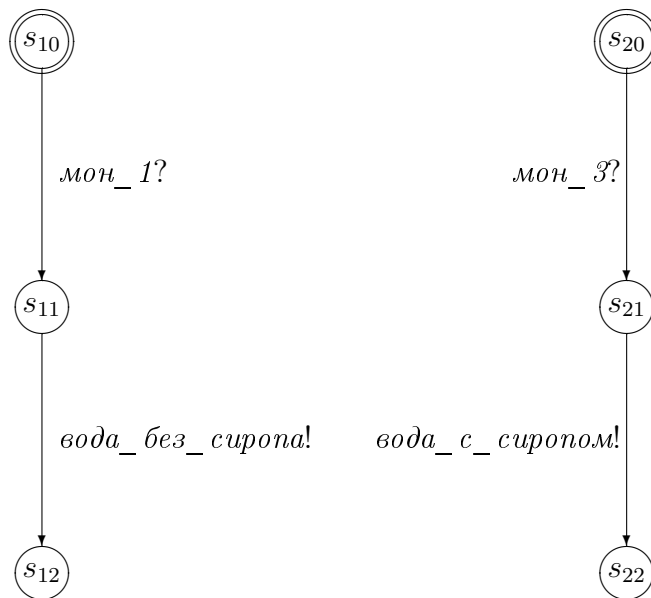 s10 s20
мон_1? мон_3?
s11 s21
вода_без_сиропа! вода_с_сиропом!
s12 s22